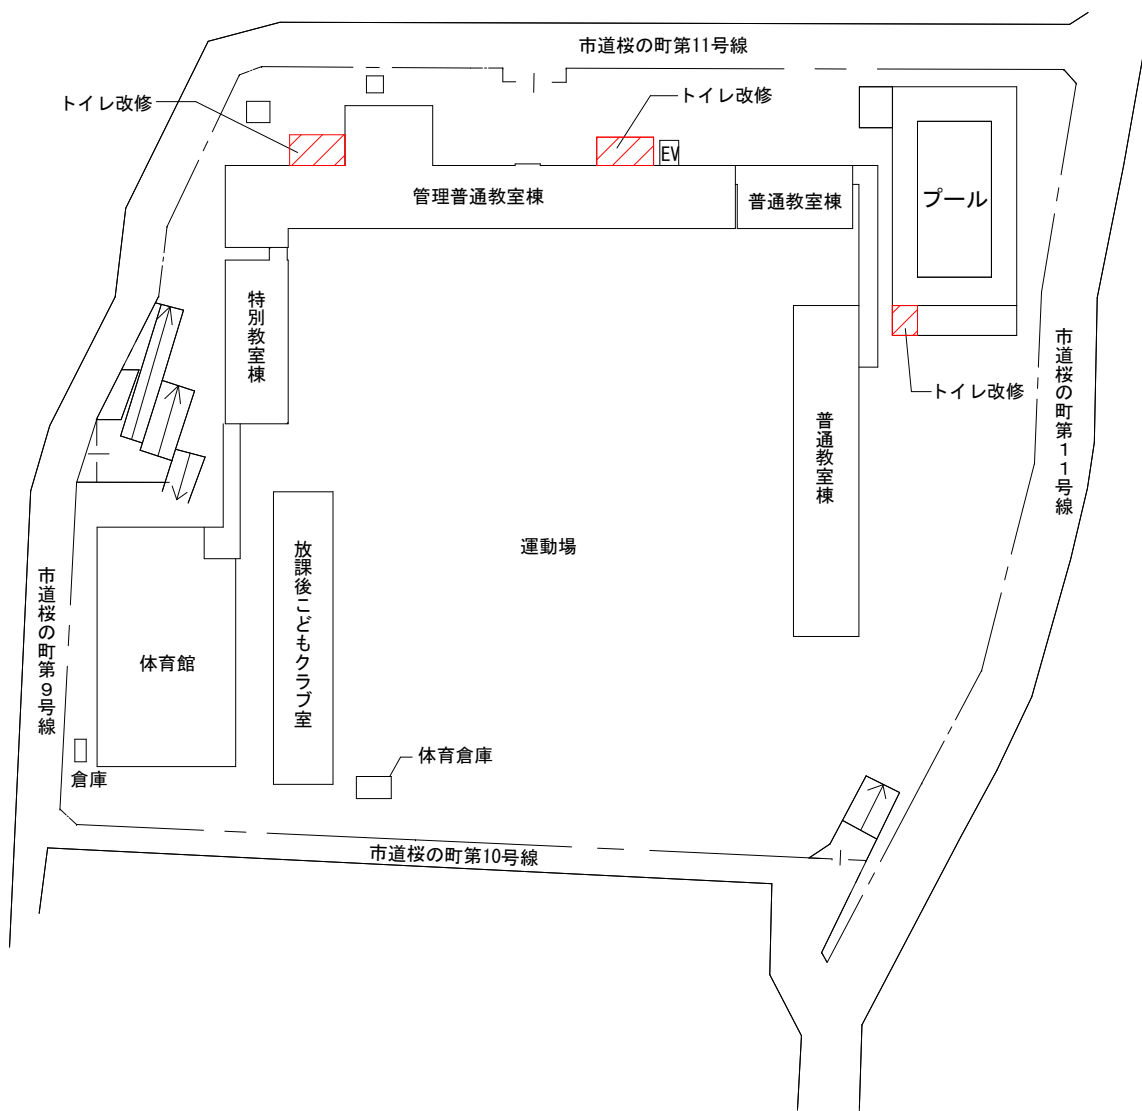 市道桜の町第11号線
トイレ改修
トイレ改修
EV
管理普通教室棟
普通教室棟
プール
特別教室棟
市道桜の町第11号線
トイレ改修
普通教室棟
運動場
放課後こどもクラブ室
市道桜の町第9号線
体育館
体育倉庫
倉庫
市道桜の町第10号線